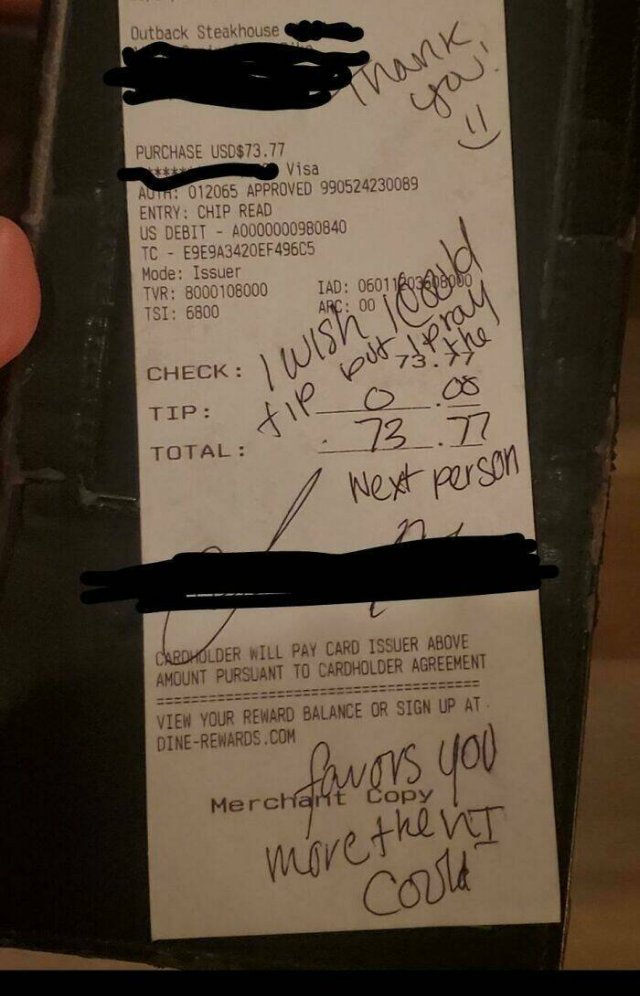 Outback Steakhouse
Thank
you!
PURCHASE USD$73.77
Visa
AUTH: 012065 APPROVED 990524230089
ENTRY: CHIP READ
US DEBIT - A0000000980840
TC - E9E9A3420EF496C5
Mode: Issuer
TVR: 8000108000 IAD: 06011203608000
TSI: 6800 ARC: 00
I wish I could
tip but I pray
the
CHECK: 73.77
TIP: 0.00
TOTAL: 73.77
Next person
CARDHOLDER WILL PAY CARD ISSUER ABOVE
AMOUNT PURSUANT TO CARDHOLDER AGREEMENT
VIEW YOUR REWARD BALANCE OR SIGN UP AT
DINE-REWARDS.COM
favors you
Merchant Copy
more then I
Could